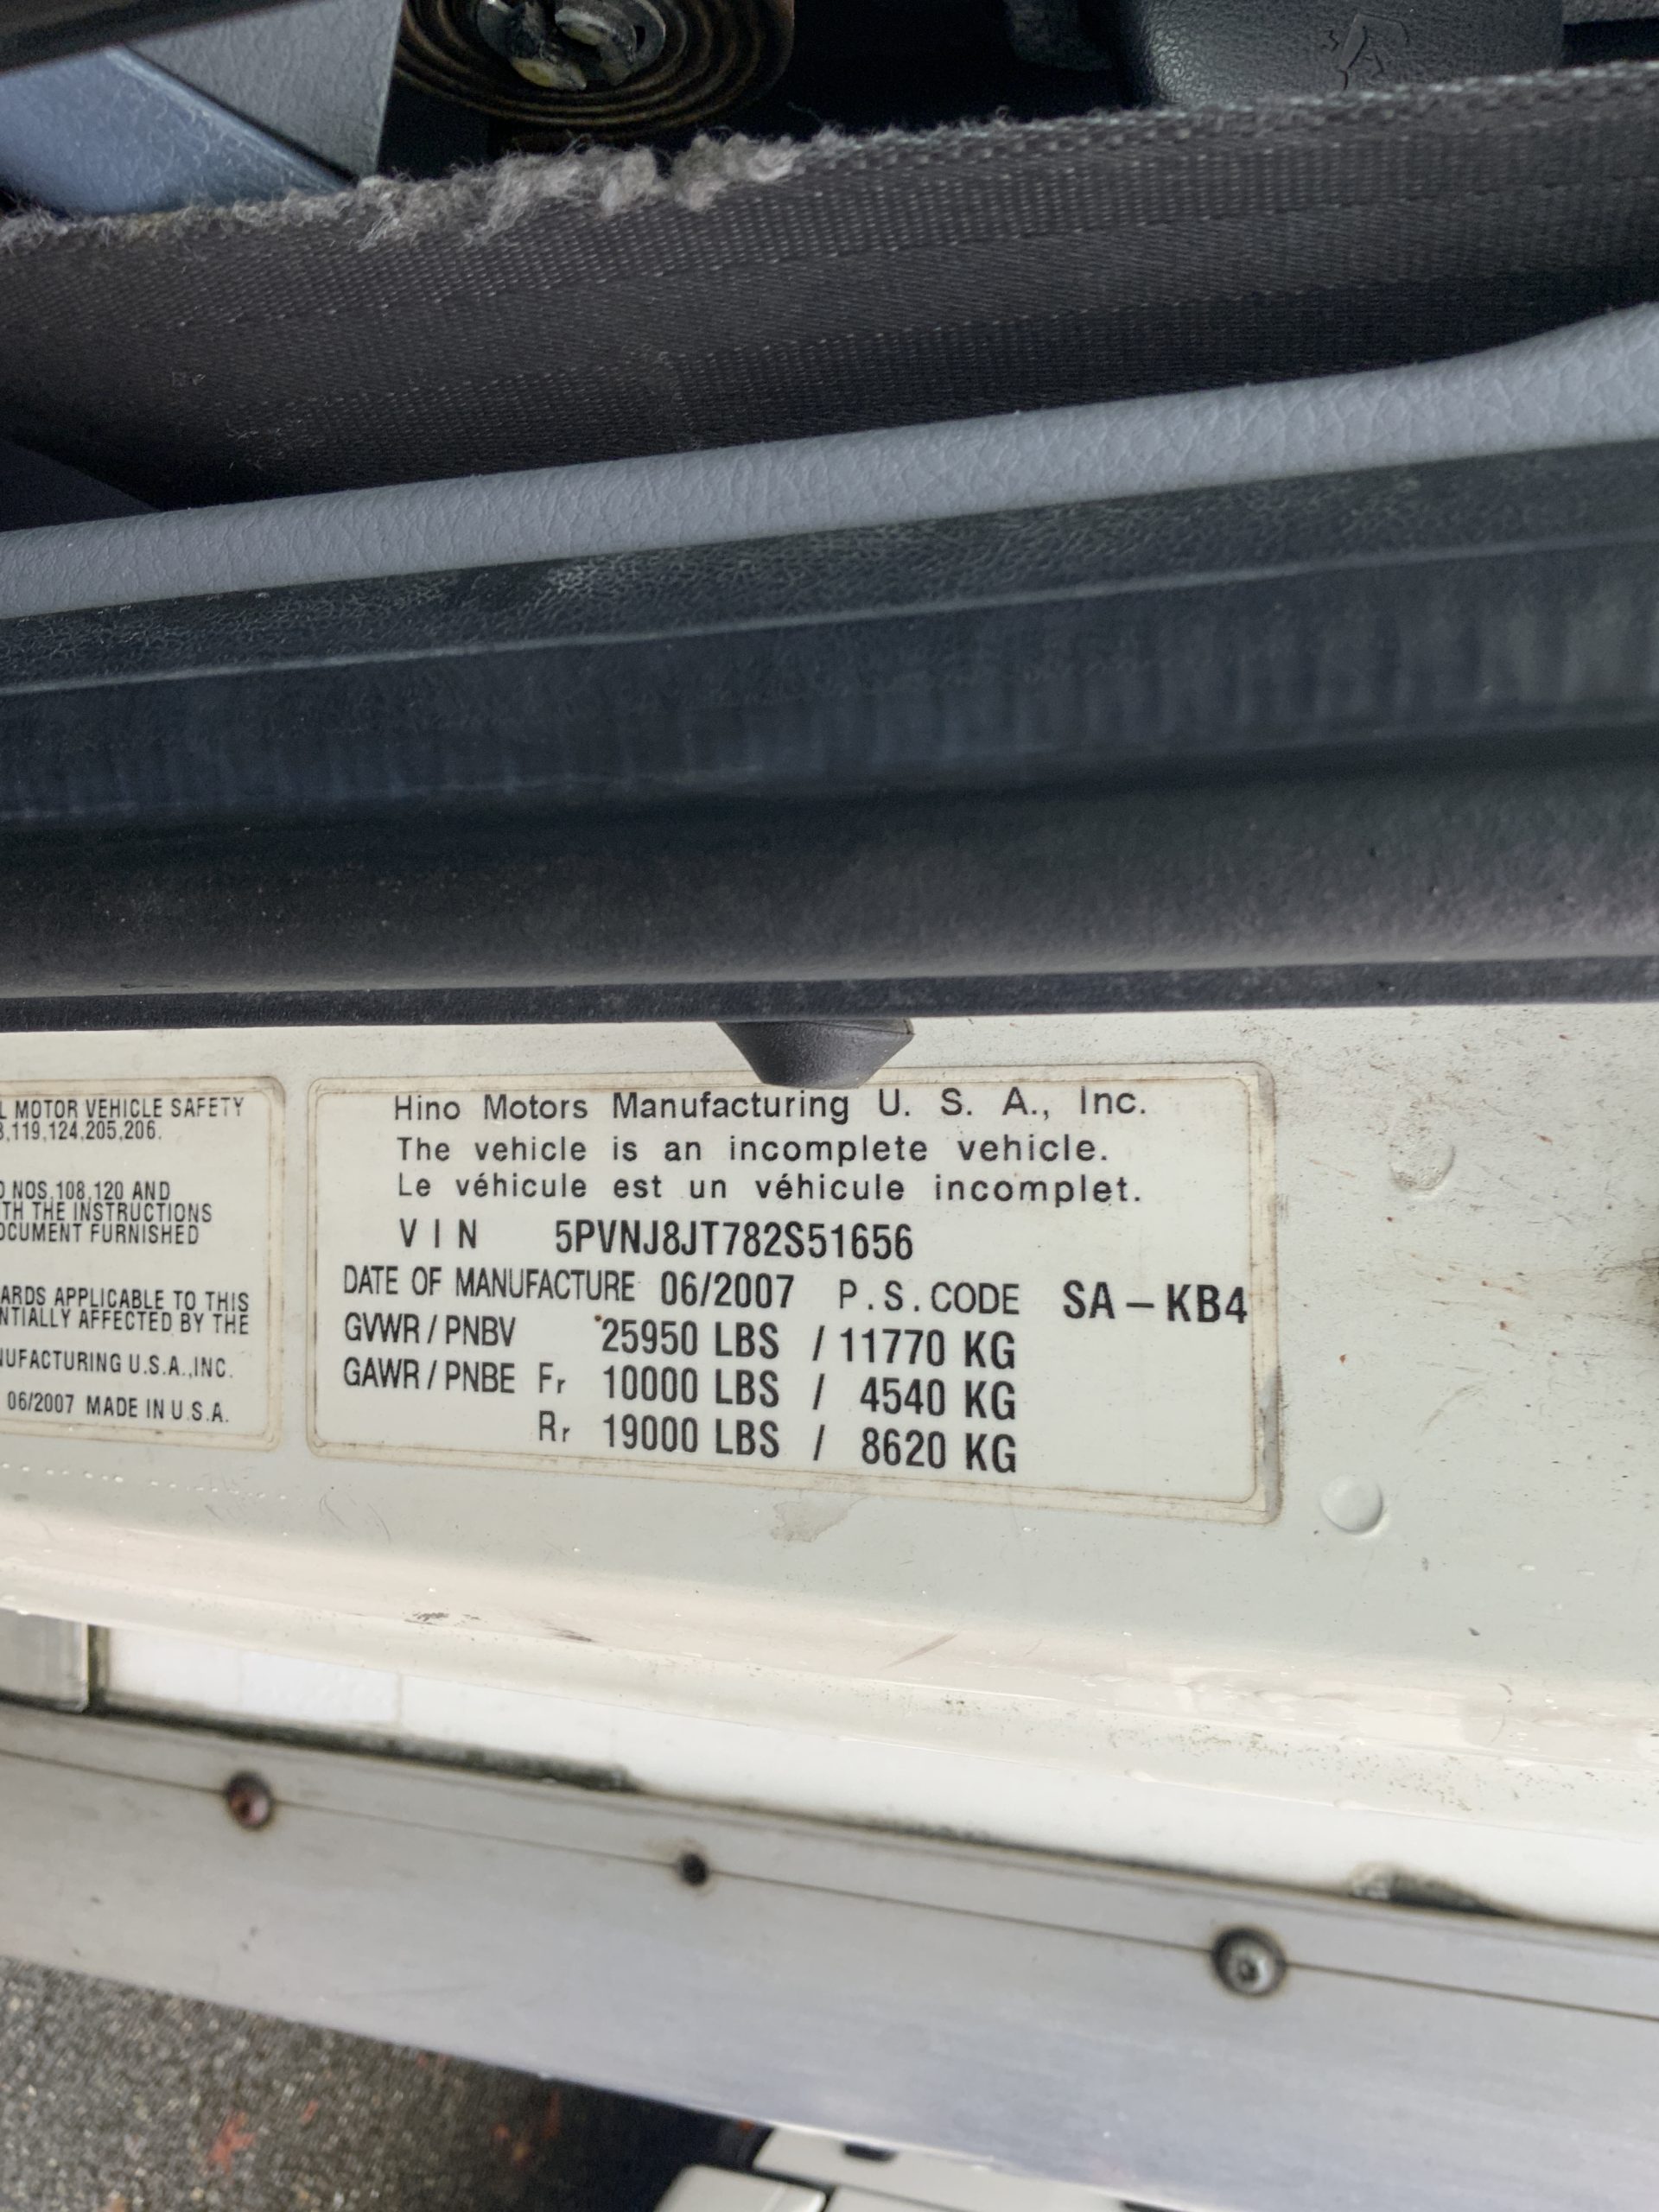 L MOTOR VEHICLE SAFETY
,119,124,205,206.
NOS.108,120 AND
TH THE INSTRUCTIONS
OCUMENT FURNISHED
ARDS APPLICABLE TO THIS
NTIALLY AFFECTED BY THE
NUFACTURING U.S.A.,INC.
06/2007 MADE IN U.S.A.
Hino Motors Manufacturing U. S. A., Inc.
The vehicle is an incomplete vehicle.
Le véhicule est un véhicule incomplet.
VIN 5PVNJ8JT782S51656
DATE OF MANUFACTURE 06/2007 P.S.CODE SA-KB4
GVWR/PNBV 25950 LBS / 11770 KG
GAWR/PNBE Fr 10000 LBS / 4540 KG
Rr 19000 LBS / 8620 KG